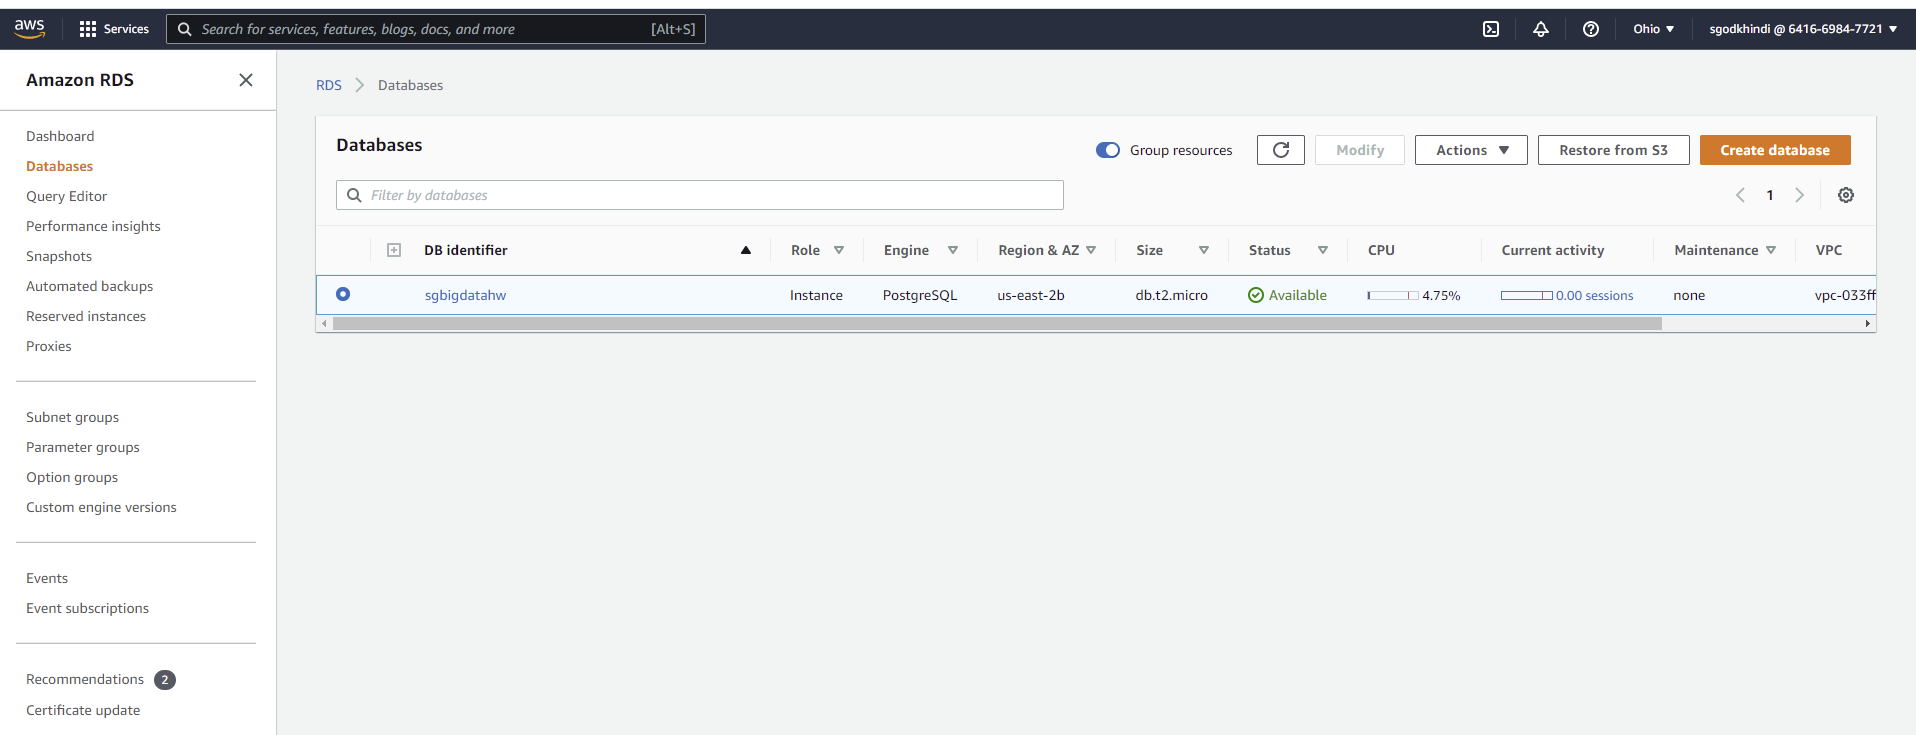 aws Services Search for services, features, blogs, docs, and more [Alt+S] Ohio sgodkhindi @ 6416-6984-7721
Amazon RDS
Dashboard
Databases
Query Editor
Performance insights
Snapshots
Automated backups
Reserved instances
Proxies
Subnet groups
Parameter groups
Option groups
Custom engine versions
Events
Event subscriptions
Recommendations 2
Certificate update
RDS Databases
Databases
Group resources Modify Actions Restore from S3 Create database
Filter by databases 1
DB identifier Role Engine Region & AZ Size Status CPU Current activity Maintenance VPC
sgbigdatahw Instance PostgreSQL us-east-2b db.t2.micro Available 4.75% 0.00 sessions none vpc-033ff